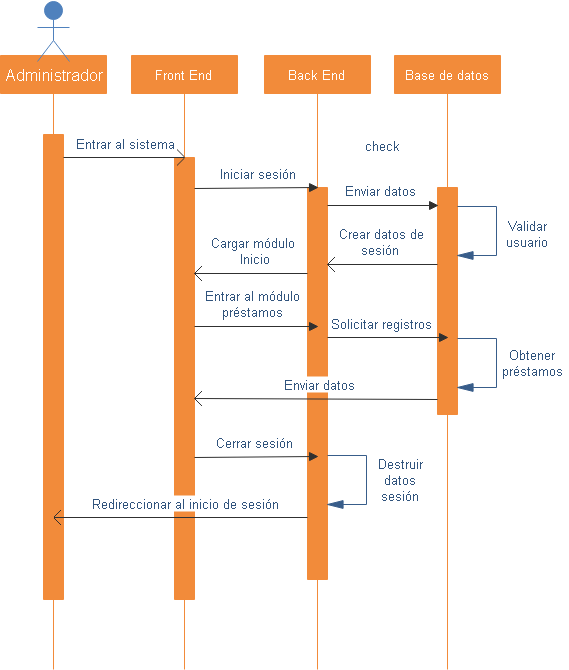 Administrador
Front End
Back End
Base de datos
Entrar al sistema
check
Iniciar sesión
Enviar datos
Validar
usuario
Crear datos de
sesión
Cargar módulo
Inicio
Entrar al módulo
préstamos
Solicitar registros
Obtener
préstamos
Enviar datos
Cerrar sesión
Destruir
datos
sesión
Redireccionar al inicio de sesión